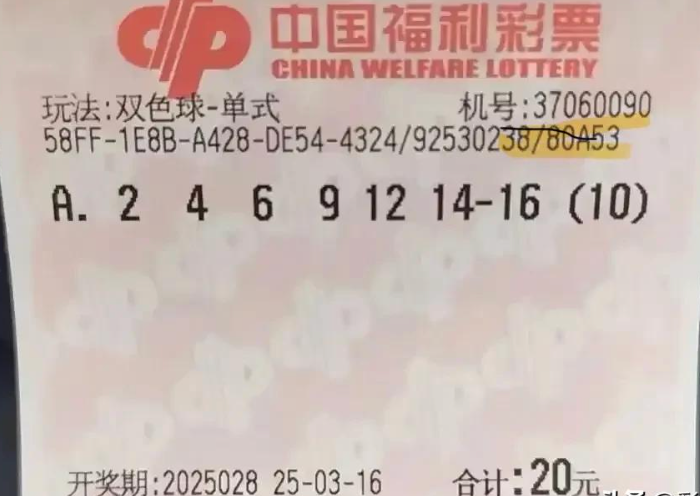 中国福利彩票
CHINA WELFARE LOTTERY
玩法:双色球-单式 机号:37060090
58FF-1E8B-A428-DE54-4324/92530238/80A53
A. 2 4 6 9 12 14-16 (10)
开奖期:2025028 25-03-16 合计:20元